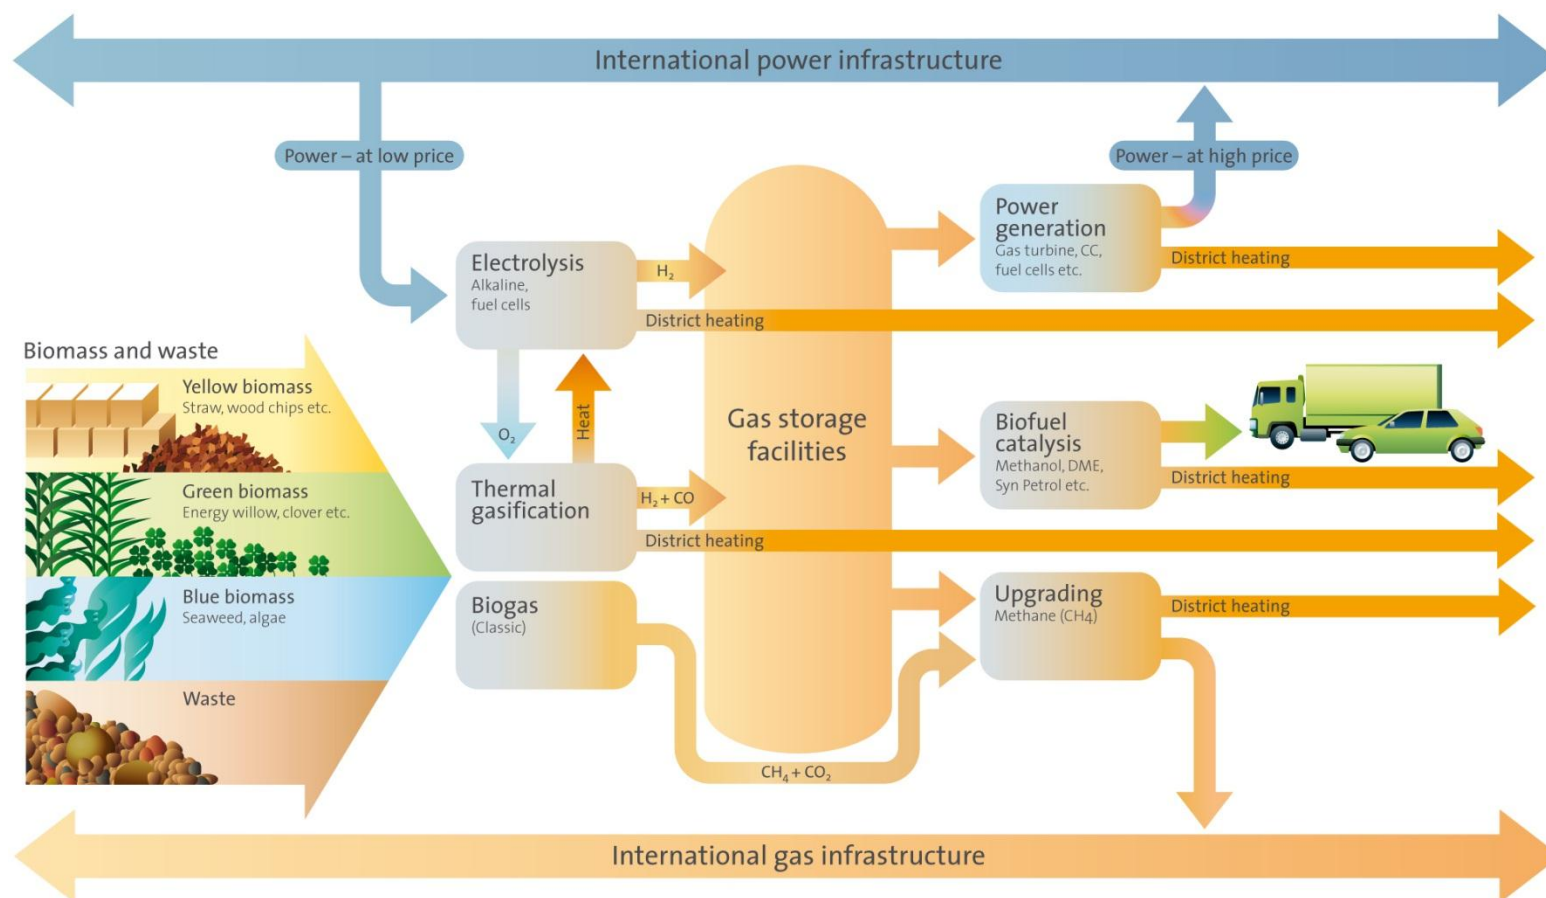 International power infrastructure
Power – at low price
Power – at high price
Power
generation
Gas turbine, CC,
fuel cells etc.
District heating
Electrolysis
Alkaline,
fuel cells
H₂
District heating
Biomass and waste
Yellow biomass
Straw, wood chips etc.
Green biomass
Energy willow, clover etc.
Blue biomass
Seaweed, algae
Waste
O₂
Heat
Gas storage
facilities
Biofuel
catalysis
Methanol, DME,
Syn Petrol etc.
District heating
Thermal
gasification
H₂ + CO
District heating
Biogas
(Classic)
Upgrading
Methane (CH4)
District heating
CH₄ + CO₂
International gas infrastructure